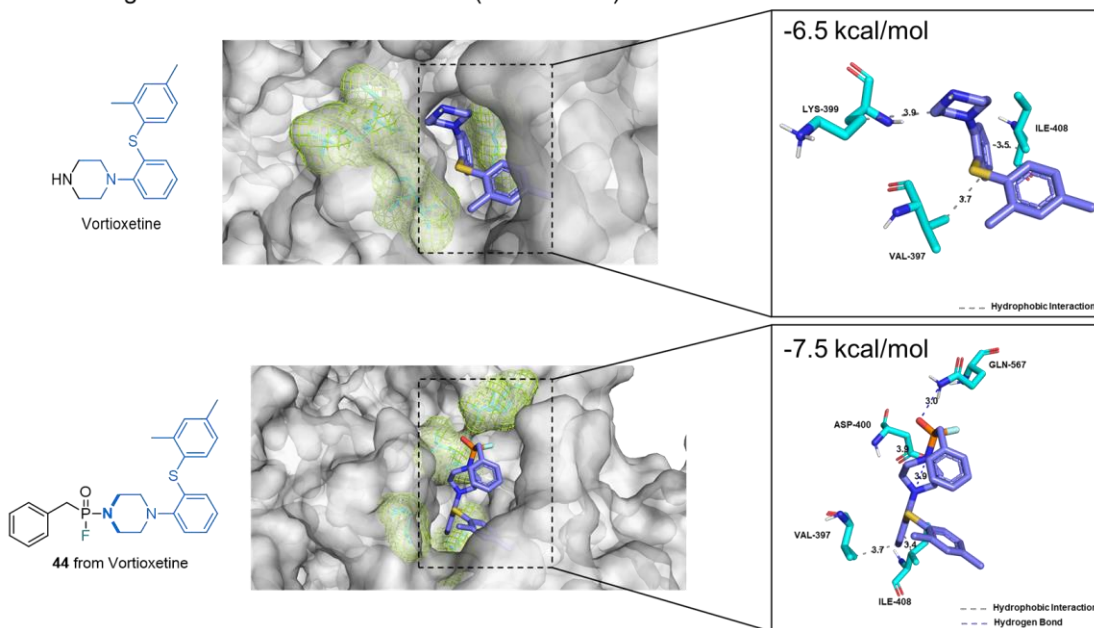 -6.5 kcal/mol
LYS-399
3.9
ILE-408
-3.5
3.7
VAL-397
Hydrophobic Interaction
S
HN
N
Vortioxetine
-7.5 kcal/mol
GLN-567
3.0
ASP-400
3.9
3.9
VAL-397
3.7
3.4
ILE-408
Hydrophobic Interaction
Hydrogen Bond
S
O
P
N
N
F
44 from Vortioxetine